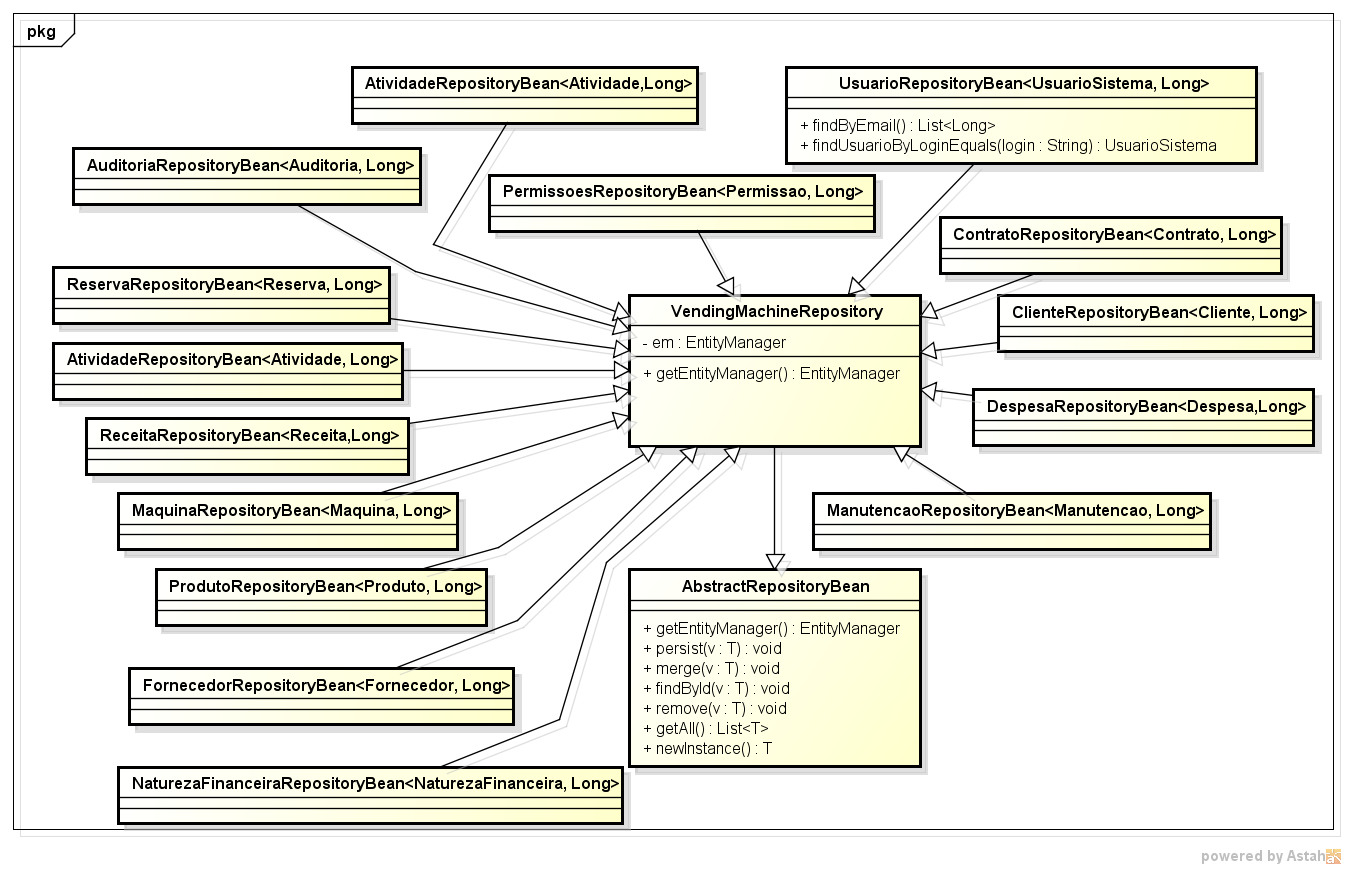 pkg
AtividadeRepositoryBean<Atividade,Long>
UsuarioRepositoryBean<UsuarioSistema, Long>
+ findByEmail() : List<Long>
+ findUsuarioByLoginEquals(login : String) : UsuarioSistema
AuditoriaRepositoryBean<Auditoria, Long>
PermissoesRepositoryBean<Permissao, Long>
ContratoRepositoryBean<Contrato, Long>
ReservaRepositoryBean<Reserva, Long>
VendingMachineRepository
- em : EntityManager
+ getEntityManager() : EntityManager
ClienteRepositoryBean<Cliente, Long>
AtividadeRepositoryBean<Atividade, Long>
DespesaRepositoryBean<Despesa,Long>
ReceitaRepositoryBean<Receita,Long>
MaquinaRepositoryBean<Maquina, Long>
ManutencaoRepositoryBean<Manutencao, Long>
ProdutoRepositoryBean<Produto, Long>
AbstractRepositoryBean
+ getEntityManager() : EntityManager
+ persist(v : T) : void
+ merge(v : T) : void
+ findById(v : T) : void
+ remove(v : T) : void
+ getAll() : List<T>
+ newInstance() : T
FornecedorRepositoryBean<Fornecedor, Long>
NaturezaFinanceiraRepositoryBean<NaturezaFinanceira, Long>
powered by Astah